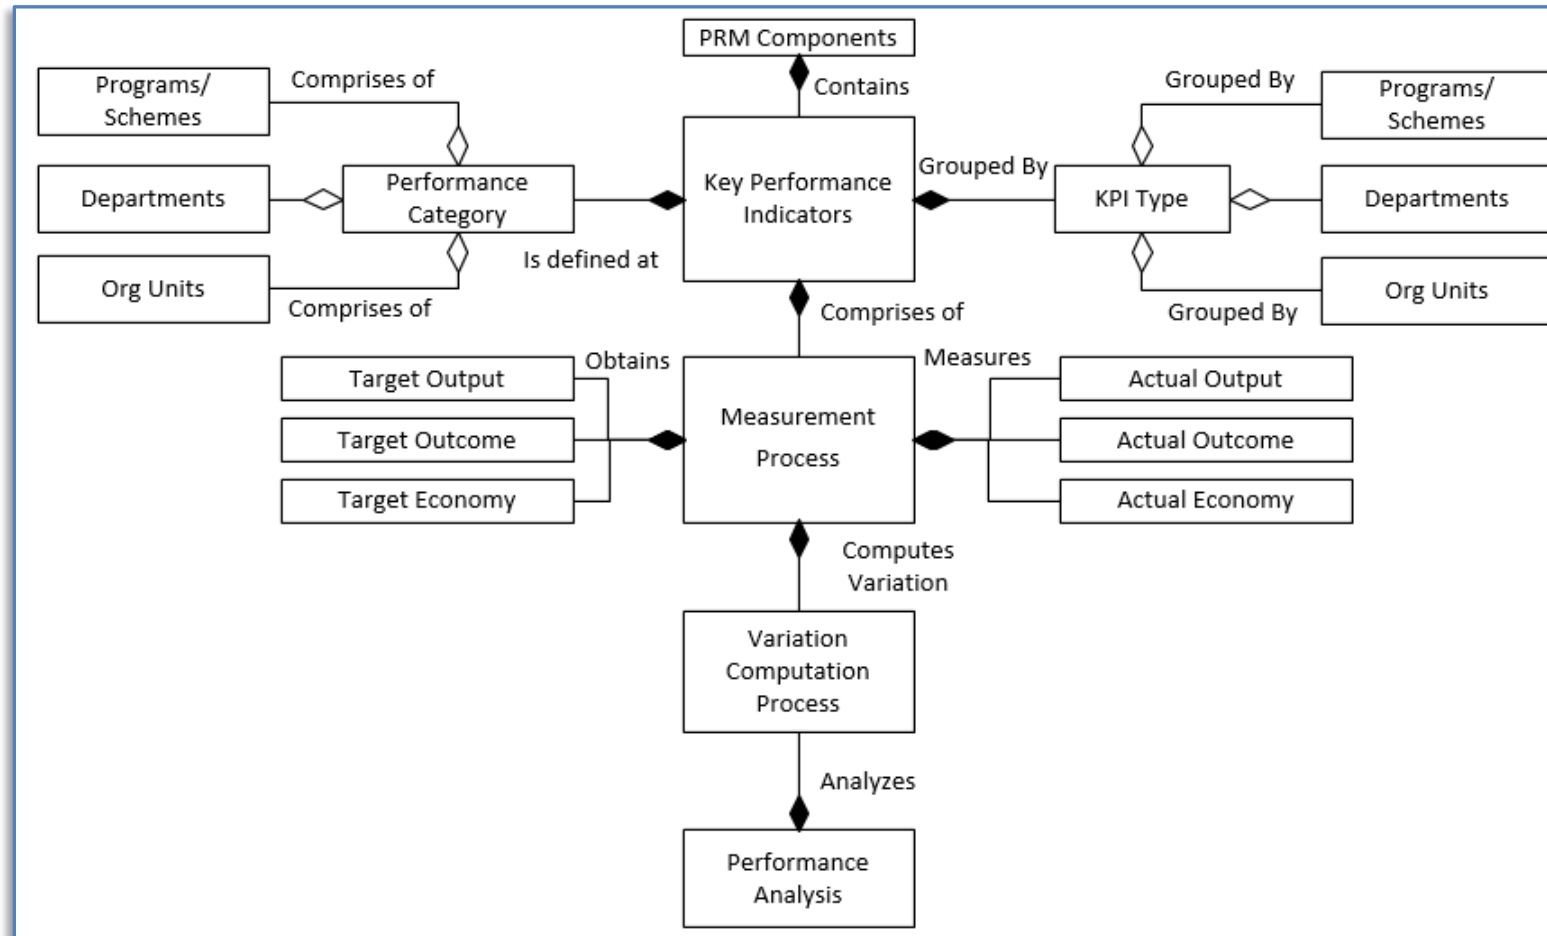 PRM Components
Contains
Programs/
Schemes
Comprises of
Grouped By
Programs/
Schemes
Departments
Performance
Category
Key Performance
Indicators
Grouped By
KPI Type
Departments
Org Units
Comprises of
Is defined at
Comprises of
Grouped By
Org Units
Target Output
Obtains
Measures
Actual Output
Target Outcome
Measurement
Process
Actual Outcome
Target Economy
Actual Economy
Computes
Variation
Variation
Computation
Process
Analyzes
Performance
Analysis